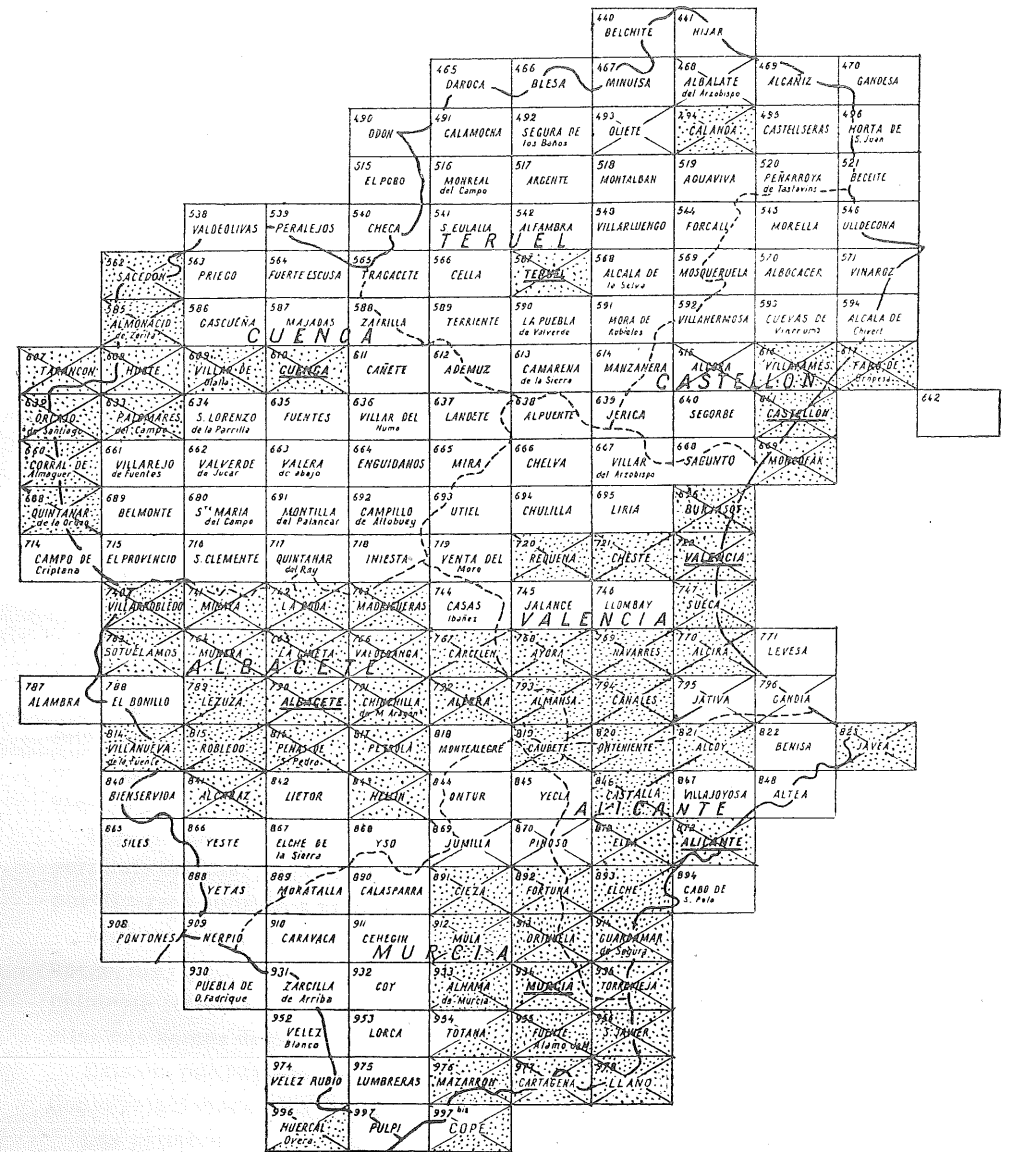 440 441
BELCHITE HIJAR
465 466 467 468 469 470
DAROCA BLESA MINUISA ALBALATE ALCAÑIZ GANDESA
del Arzobispo
490 491 492 493 494 495 496
ODON CALAMOCHA SEGURA DE OLIETE CALANDA CASTELLSERAS HORTA DE
los Baños S. Juan
515 516 517 518 519 520 521
EL POBO MONREAL ARGENTE MONTALBAN AGUAVIVA PEÑARROYA BECEITE
del Campo de Tastavins
538 539 540 541 542 543 544 545 546
VALDEOLIVAS PERALEJOS CHECA S. EULALIA ALFAMBRA VILLARLUENGO FORCALL MORELLA ULLDECONA
TERUEL
562 563 564 565 566 567 568 569 570 571
SACEDON PRIEGO FUERTESCUSA TRAGACETE CELLA TERUEL ALCALA DE MOSQUERUELA ALBOCACER VINAROZ
la Selva
585 586 587 588 589 590 591 592 593 594
ALMONACID GASCUEÑA MAJADAS ZAFRILLA TERRIENTE LA PUEBLA MORA DE VILLAHERMOSA CUEVAS DE ALCALA DE
de Zorita de Valverde Rubielos Vinroma Chivert
CUENCA
607 608 609 610 611 612 613 614 615 616 617
TARANCON HUETE VILLAR DE CUENCA CAÑETE ADEMUZ CAMARENA MANZANERA ALCORA VILLAFAMES FARO DE
Olalla de la Sierra Oropesa
CASTELLON
632 633 634 635 636 637 638 639 640 641 642
ORCAJO PALOMARES S. LORENZO FUENTES VILLAR DEL LANDETE ALPUENTE JERICA SEGORBE CASTELLON
de Santiago del Campo de la Parrilla Humo
660 661 662 663 664 665 666 667 668 669
CORRAL DE VILLAREJO VALVERDE VALERA ENGUIDANOS MIRA CHELVA VILLAR SAGUNTO MONCOFAR
Almaguer de Fuentes de Jucar de abajo del Arzobispo
688 689 690 691 692 693 694 695 696
QUINTANAR BELMONTE Sta MARIA MONTILLA CAMPILLO UTIEL CHULILLA LIRIA BURJASOT
de la Orden del Campo del Palancar de Altobuey
714 715 716 717 718 719 720 721 722
CAMPO DE EL PROVENCIO S. CLEMENTE QUINTANAR INIESTA VENTA DEL REQUENA CHESTE VALENCIA
Criptana del Rey Moro
740 741 742 743 744 745 746 747
VILLARROBLEDO MINAYA LA RODA MADRIGUERAS CASAS JALANCE LLOMBAY SUECA
Ibañez
VALENCIA
763 764 765 766 767 768 769 770 771
SOTUELAMOS MUNERA LA GINETA VALDEGANGA CARCELEN AYORA NAVARRES ALCIRA LEVESA
ALBACETE
787 788 789 790 791 792 793 794 795 796
ALAMBRA EL BONILLO LEZUZA ALBACETE CHINCHILLA ALPERA ALMANSA CANALES JATIVA GANDIA
de M. Aragon
814 815 816 817 818 819 820 821 822 823
VILLANUEVA ROBLEDO PEÑAS DE PETROLA MONTEALEGRE CAUDETE ONTENIENTE ALCOY BENISA JAVEA
de la Fuente S. Pedro
840 841 842 843 844 845 846 847 848
BIENSERVIDA ALCARAZ LIETOR HELLIN ONTUR YECLA CASTALLA VILLAJOYOSA ALTEA
ALICANTE
865 866 867 868 869 870 871 872
SILES YESTE ELCHE DE YSO JUMILLA PINOSO ELDA ALICANTE
la Sierra
888 889 890 891 892 893 894
YETAS MORATALLA CALASPARRA CIEZA FORTUNA ELCHE CABO DE
S. Pola
908 909 910 911 912 913 914
PONTONES NERPIO CARAVACA CEHEGIN MULA ORIHUELA GUARDAMAR
de Segura
MURCIA
930 931 932 933 934 935
PUEBLA DE ZARCILLA COY ALHAMA MURCIA TORREVIEJA
D. Fadrique de Arriba de Murcia
952 953 954 955 956
VELEZ LORCA TOTANA FUENTE S. JAVIER
Blanco Alamo
974 975 976 977 978
VELEZ RUBIO LUMBRERAS MAZARRON CARTAGENA LLANO
996 997 997 bis
HUERCAL PULPI COPE
Overa